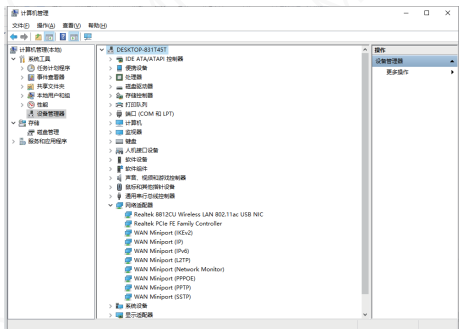 计算机管理
文件(F) 操作(A) 查看(V) 帮助(H)
计算机管理(本地)
系统工具
任务计划程序
事件查看器
共享文件夹
本地用户和组
性能
设备管理器
存储
磁盘管理
服务和应用程序
DESKTOP-831T45T
IDE ATA/ATAPI 控制器
便携设备
处理器
磁盘驱动器
存储控制器
打印队列
端口 (COM 和 LPT)
计算机
监视器
键盘
人机接口设备
软件设备
软件组件
声音、视频和游戏控制器
鼠标和其他指针设备
通用串行总线控制器
网络适配器
Realtek 8812CU Wireless LAN 802.11ac USB NIC
Realtek PCIe FE Family Controller
WAN Miniport (IKEv2)
WAN Miniport (IP)
WAN Miniport (IPv6)
WAN Miniport (L2TP)
WAN Miniport (Network Monitor)
WAN Miniport (PPPOE)
WAN Miniport (PPTP)
WAN Miniport (SSTP)
系统设备
显示适配器
操作
设备管理器
更多操作